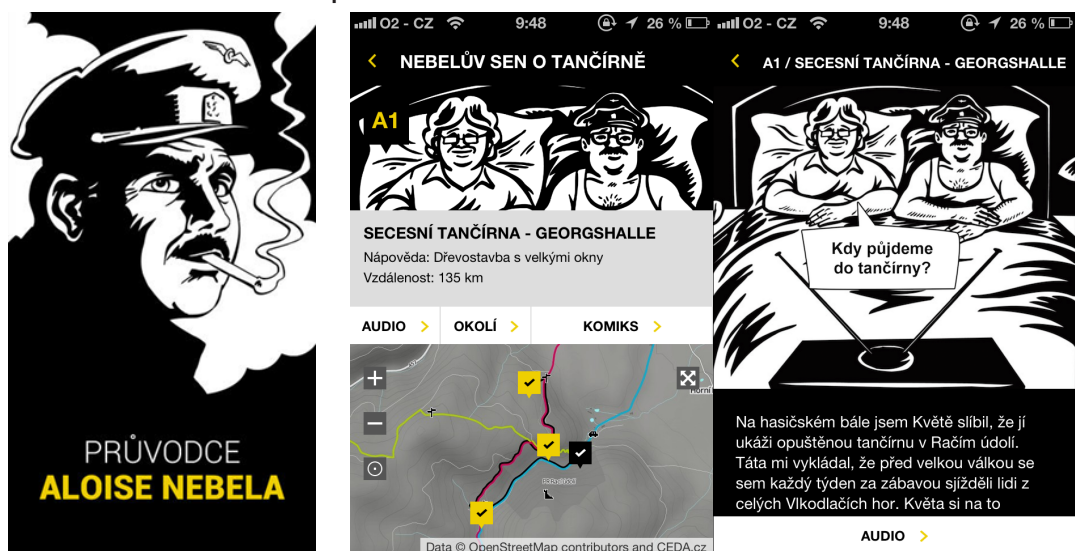 PRŮVODCE
ALOISE NEBELA
O2 - CZ 9:48 26 %
NEBELŮV SEN O TANČÍRNĚ
A1
SECESNÍ TANČÍRNA - GEORGSHALLE
Nápověda: Dřevostavba s velkými okny
Vzdálenost: 135 km
AUDIO
OKOLÍ
KOMIKS
Horní
Data © OpenStreetMap contributors and CEDA.cz
O2 - CZ 9:48 26 %
A1 / SECESNÍ TANČÍRNA - GEORGSHALLE
Kdy půjdeme
do tančírny?
Na hasičském bále jsem Květě slíbil, že jí
ukáži opuštěnou tančírnu v Račím údolí.
Táta mi vykládal, že před velkou válkou se
sem každý týden za zábavou sjížděli lidi z
celých Vlkodlačích hor. Květa si na to
AUDIO